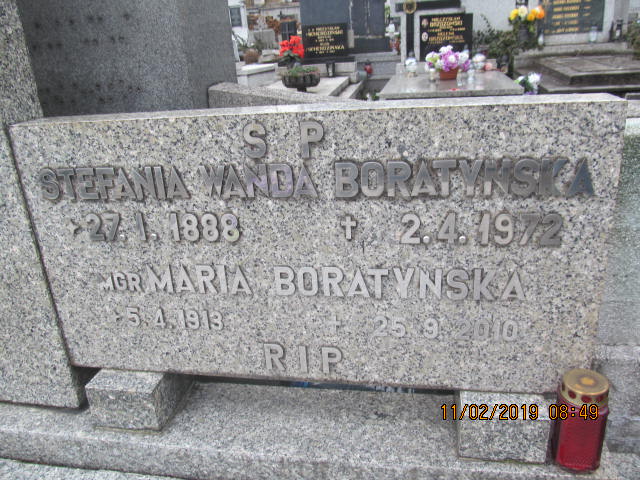 S P
STEFANIA WANDA BORATYŃSKA
* 27. 1. 1888 † 2.4.1972
MGR MARIA BORATYŃSKA
* 5.4.1913 † 25.9.2010
RIP
11/02/2019 08:49